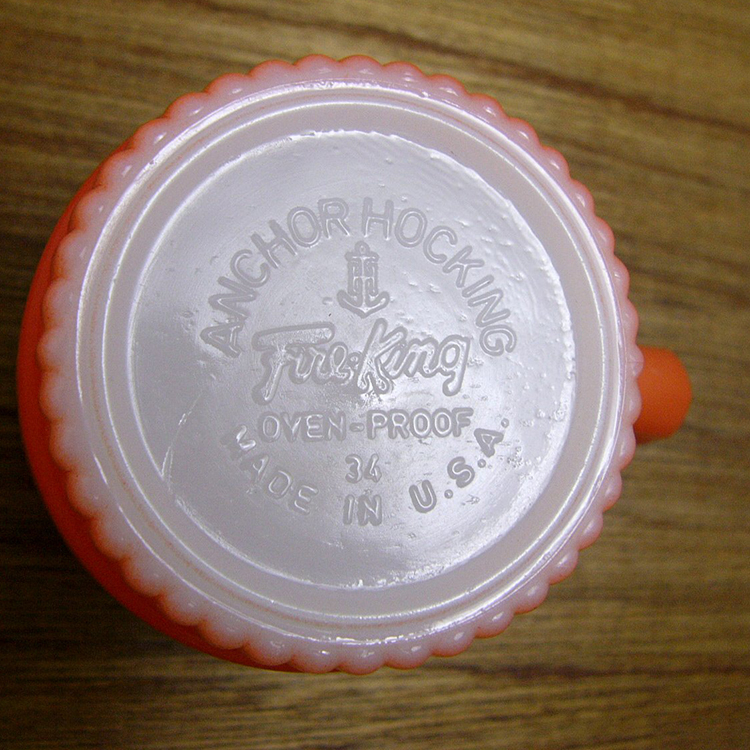 ANCHOR HOCKING
Fire-King
OVEN-PROOF
34
MADE IN U.S.A.